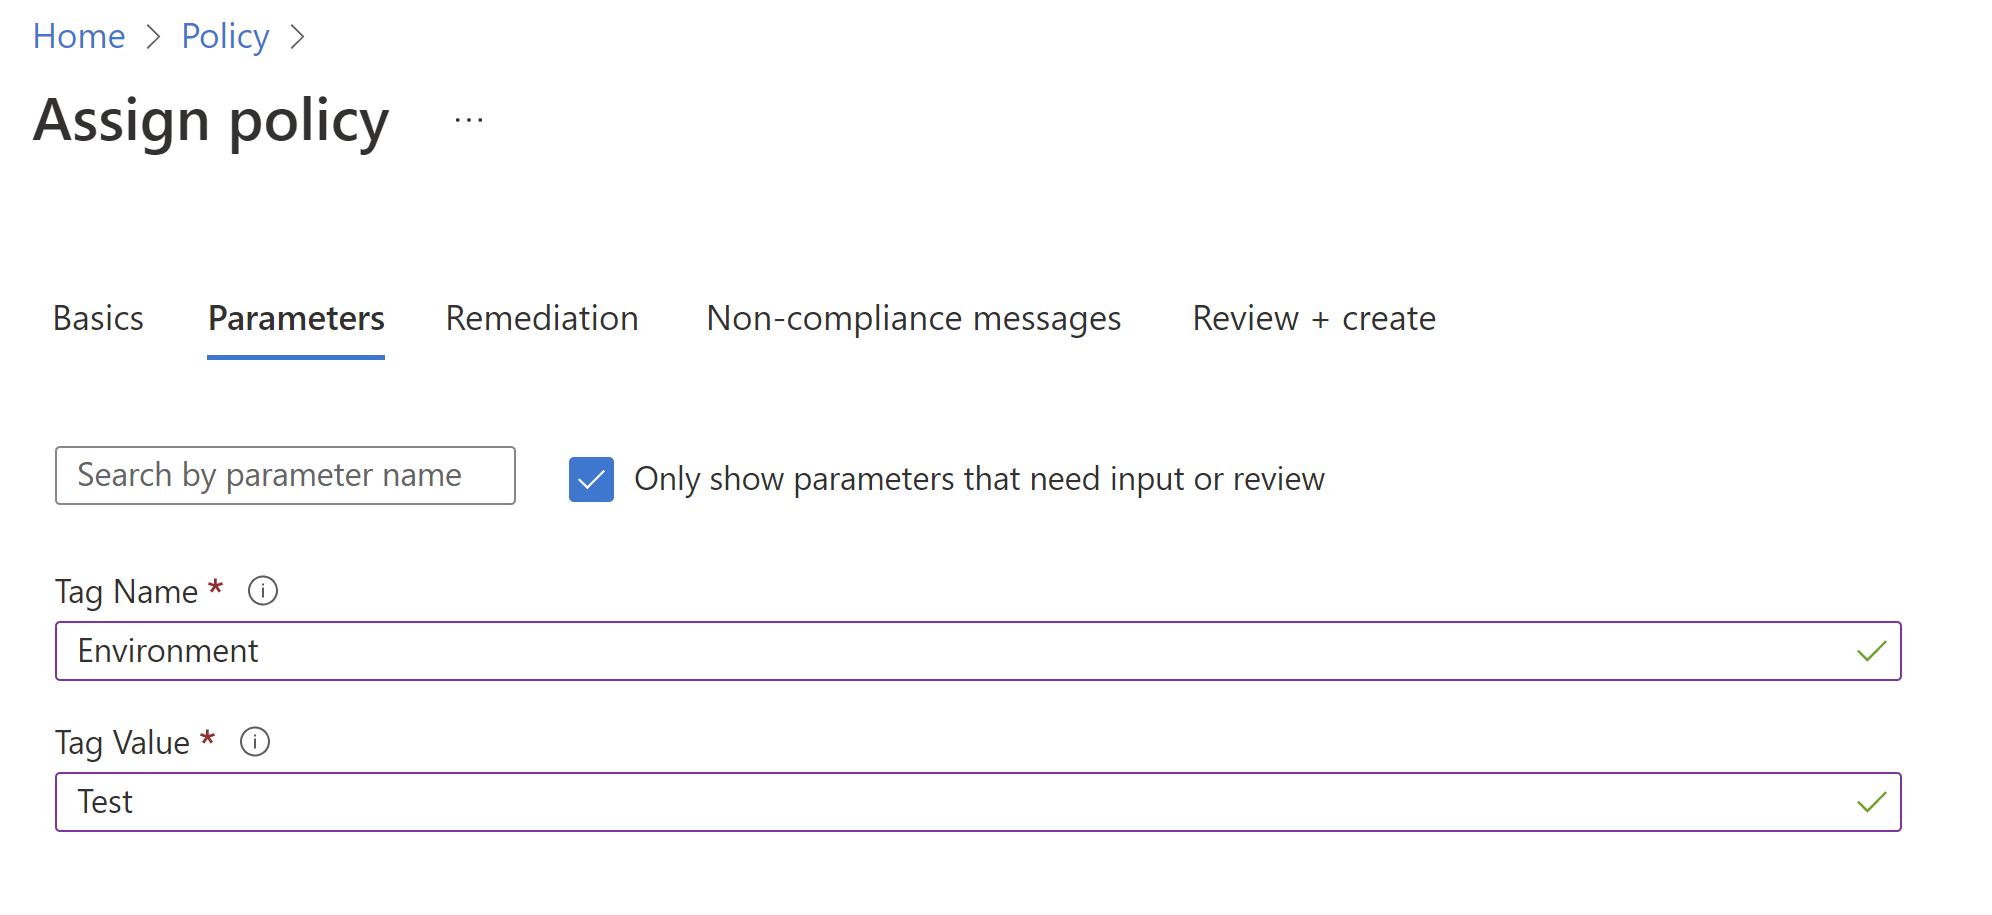 Home > Policy >
Assign policy ...
Basics Parameters Remediation Non-compliance messages Review + create
Search by parameter name Only show parameters that need input or review
Tag Name *
Environment
Tag Value *
Test